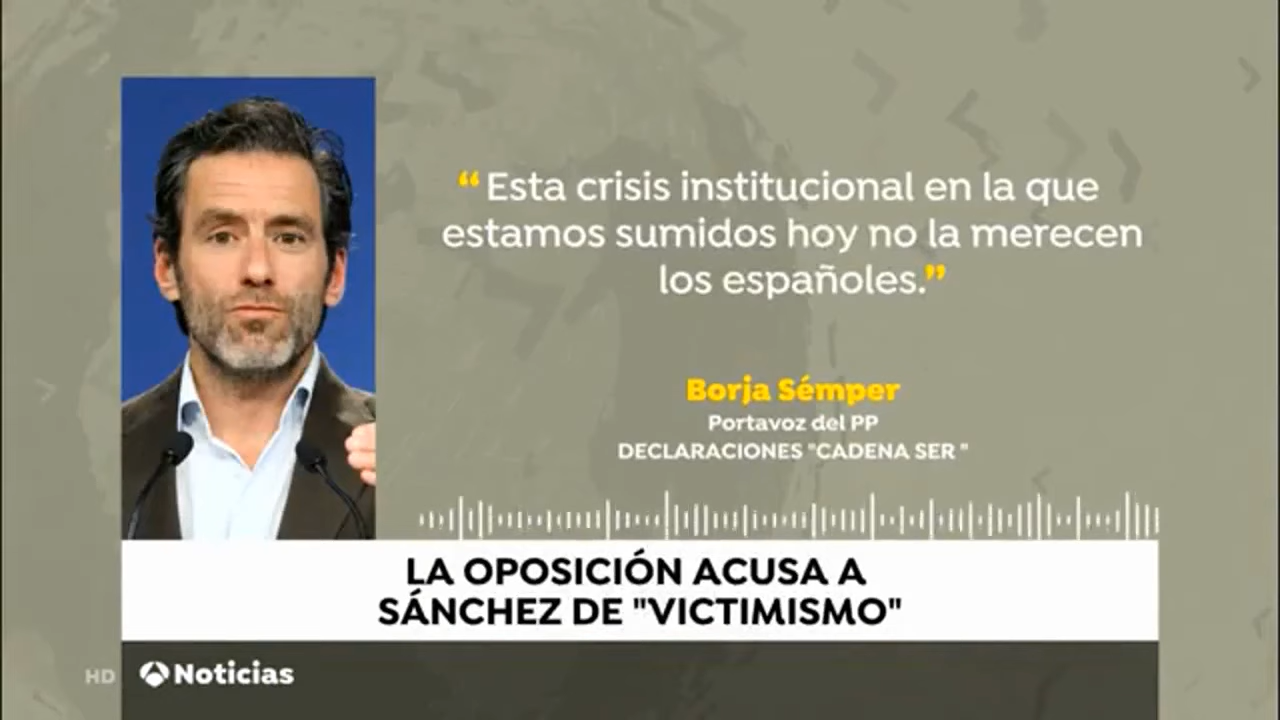 “Esta crisis institucional en la que
estamos sumidos hoy no la merecen
los españoles.”
Borja Sémper
Portavoz del PP
DECLARACIONES "CADENA SER "
LA OPOSICIÓN ACUSA A
SÁNCHEZ DE "VICTIMISMO"
HD Noticias